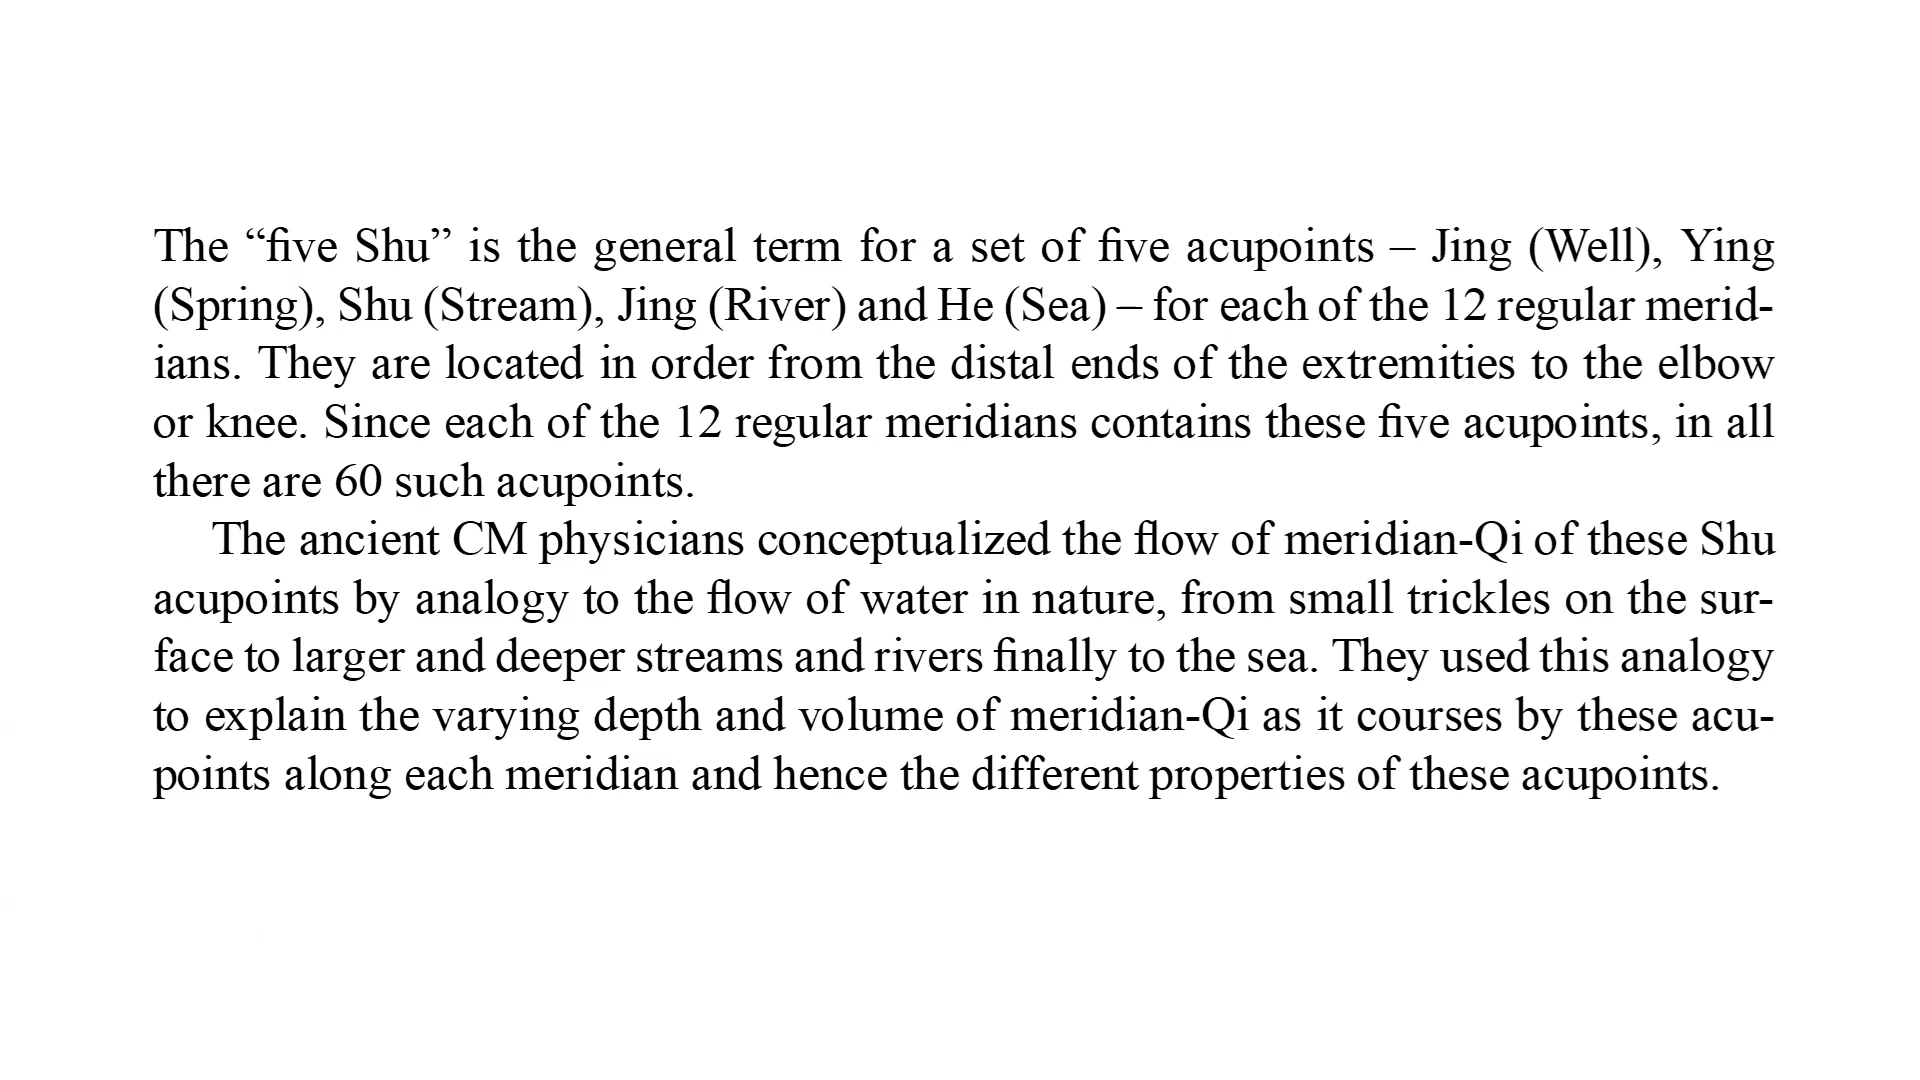 The “five Shu” is the general term for a set of five acupoints – Jing (Well), Ying
(Spring), Shu (Stream), Jing (River) and He (Sea) – for each of the 12 regular merid-
ians. They are located in order from the distal ends of the extremities to the elbow
or knee. Since each of the 12 regular meridians contains these five acupoints, in all
there are 60 such acupoints.
The ancient CM physicians conceptualized the flow of meridian-Qi of these Shu
acupoints by analogy to the flow of water in nature, from small trickles on the sur-
face to larger and deeper streams and rivers finally to the sea. They used this analogy
to explain the varying depth and volume of meridian-Qi as it courses by these acu-
points along each meridian and hence the different properties of these acupoints.